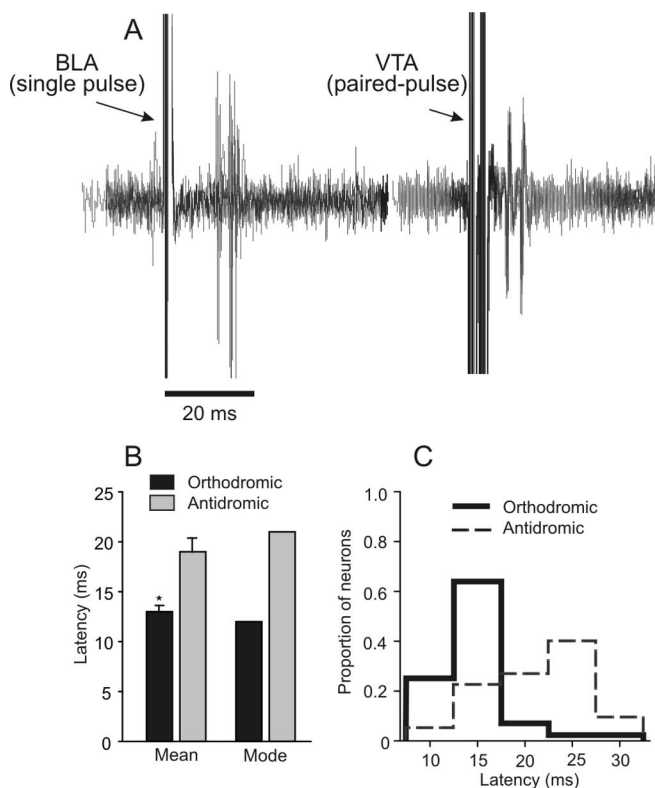 A
BLA
(single pulse)
VTA
(paired-pulse)
20 ms
B
Orthodromic
Antidromic
25
20
15
10
5
0
Latency (ms)
*
Mean
Mode
C
Orthodromic
Antidromic
1.0
0.8
0.6
0.4
0.2
0
Proportion of neurons
10
15
20
25
30
Latency (ms)